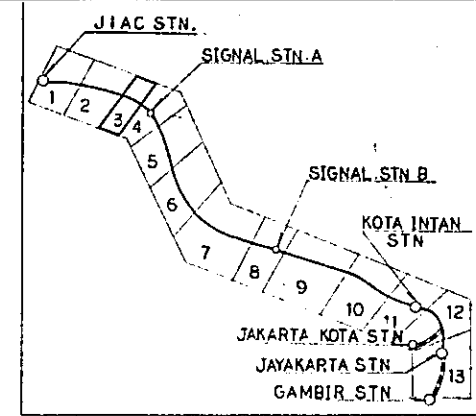 JIAC STN.
SIGNAL STN.A
1
2
3
4
5
6
SIGNAL.STN B
7
8
9
KOTA INTAN
STN
10
11
12
JAKARTA KOTA STN
JAYAKARTA STN
13
GAMBIR STN